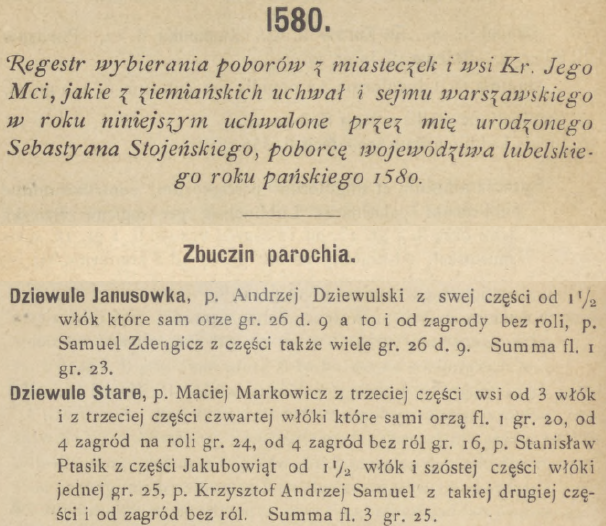 1580.
Regestr wybierania poborów z miasteczek i wsi Kr. Jego
Mci, jakie z ziemiańskich uchwał i sejmu warszawskiego
w roku niniejszym uchwalone przez mię urodzonego
Sebastyana Stojeńskiego, poborcę województwa lubelskie-
go roku pańskiego 1580.
Zbuczin parochia.
Dziewule Janusowka, p. Andrzej Dziewulski z swej części od 1 1/2
włók które sam orze gr. 26 d. 9 a to i od zagrody bez roli, p.
Samuel Zdengicz z części także wiele gr. 26 d. 9. Summa fl. 1
gr. 23.
Dziewule Stare, p. Maciej Markowicz z trzeciej części wsi od 3 włók
i z trzeciej części czwartej włóki które sami orzą fl. 1 gr. 20, od
4 zagród na roli gr. 24, od 4 zagród bez ról gr. 16, p. Stanisław
Ptasik z części Jakubowiąt od 1 1/2 włók i szóstej części włóki
jednej gr. 25, p. Krzysztof Andrzej Samuel z takiej drugiej czę-
ści i od zagród bez ról. Summa fl. 3 gr. 25.